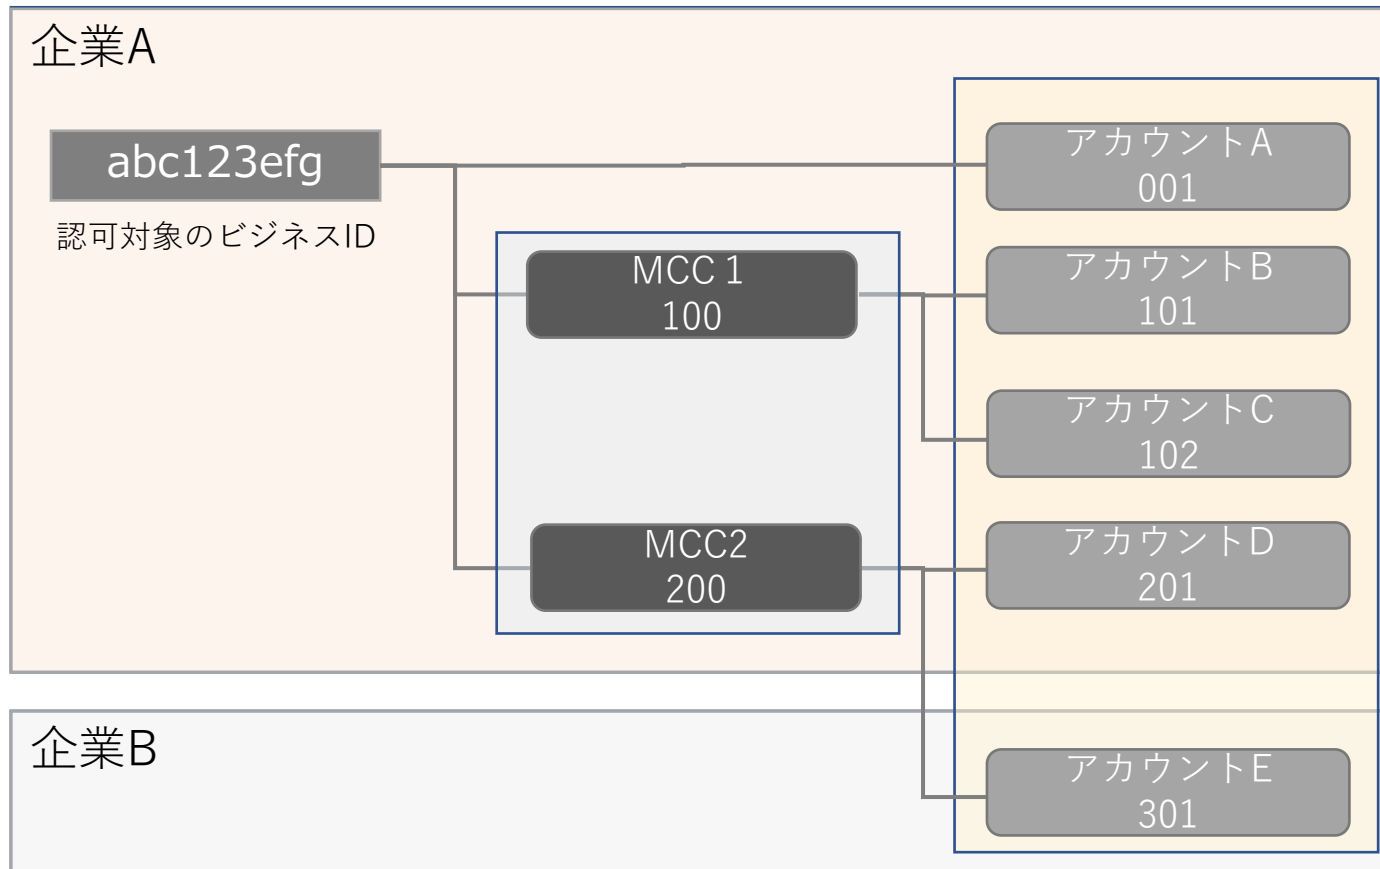 企業A
abc123efg
認可対象のビジネスID
アカウントA
001
MCC 1
100
アカウントB
101
アカウントC
102
MCC2
200
アカウントD
201
企業B
アカウントE
301